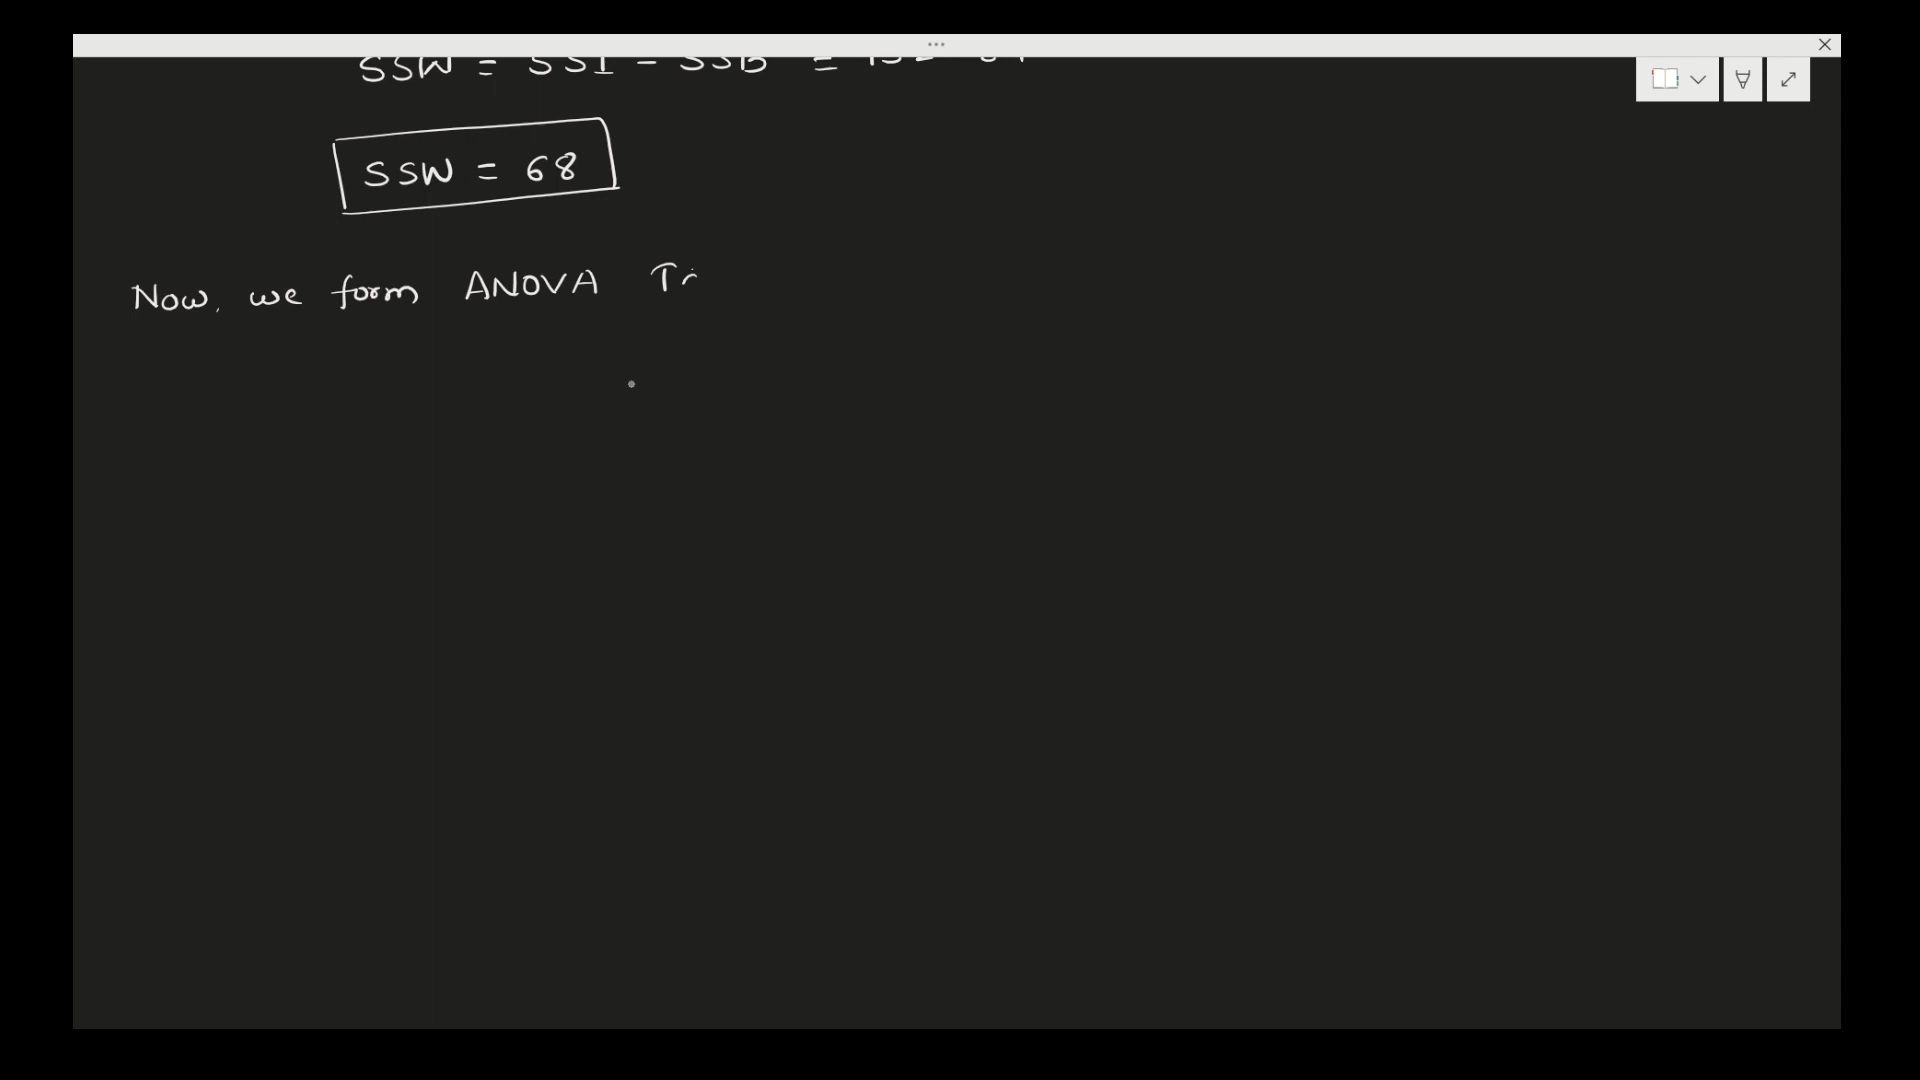 SSW = SST - SSB =
SSW = 68
Now, we form ANOVA